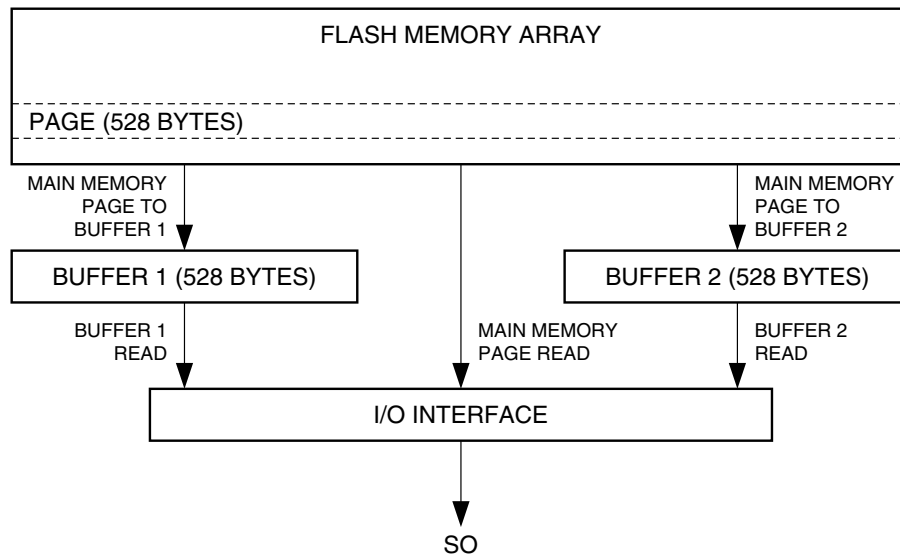 FLASH MEMORY ARRAY
PAGE (528 BYTES)
MAIN MEMORY
PAGE TO
BUFFER 1
MAIN MEMORY
PAGE TO
BUFFER 2
BUFFER 1 (528 BYTES)
BUFFER 2 (528 BYTES)
BUFFER 1
READ
MAIN MEMORY
PAGE READ
BUFFER 2
READ
I/O INTERFACE
SO